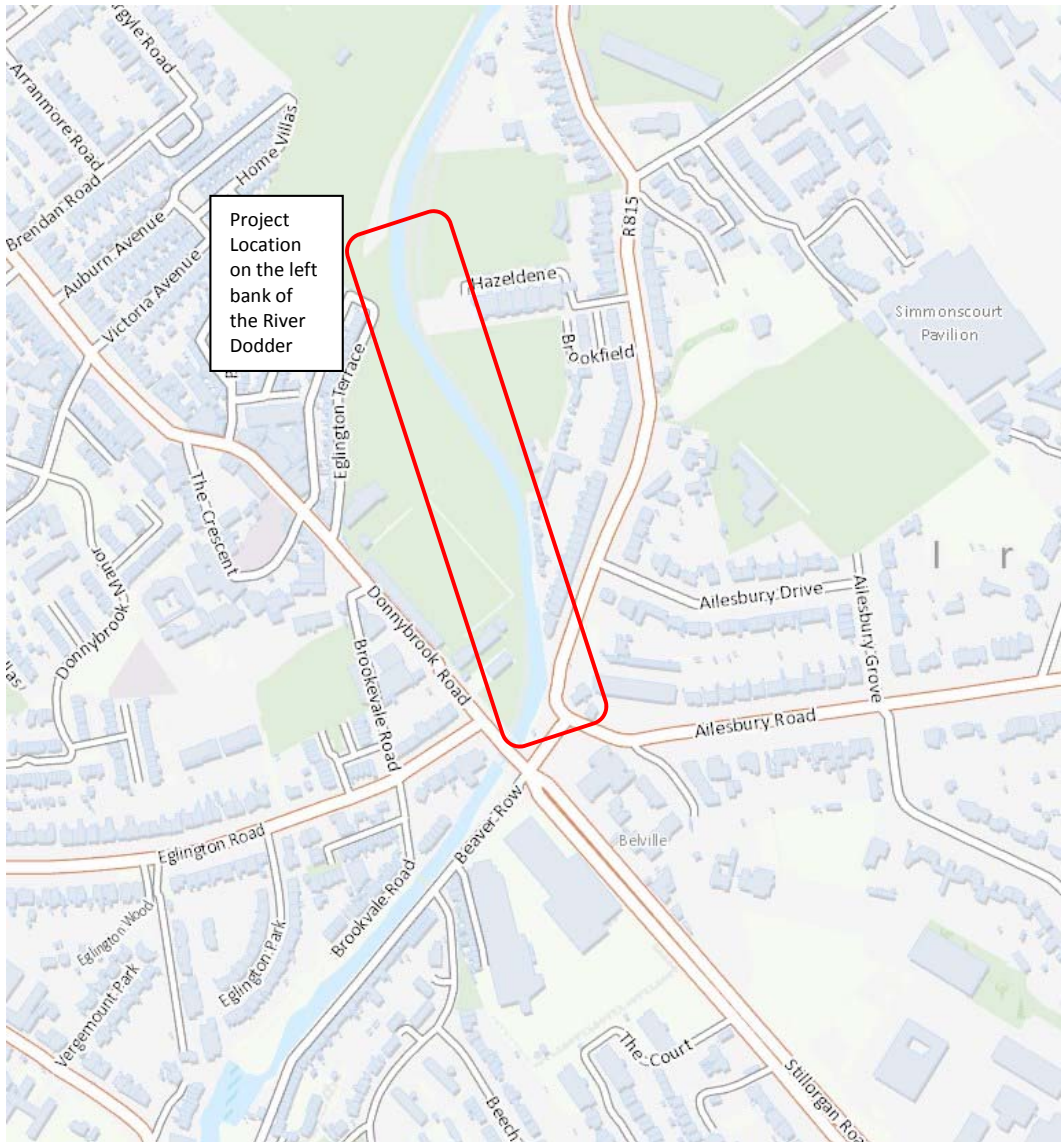 Argyle Road
Arranmore Road
Home Villas
Brendan Road
Auburn Avenue
Victoria Avenue
Project
Location
on the left
bank of
the River
Dodder
R815
Hazeldene
Brookfield
Simmonscourt
Pavilion
Eglington Terrace
The Crescent
Donnybrook Manor
Donnybrook Road
Brookevale Road
I r
Ailesbury Drive
Ailesbury Grove
Ailesbury Road
Eglington Road
Beaver Row
Belville
Brookvale Road
Eglington Wood
Eglington Park
Vergemount Park
The Court
Stillorgan Roa
Beech